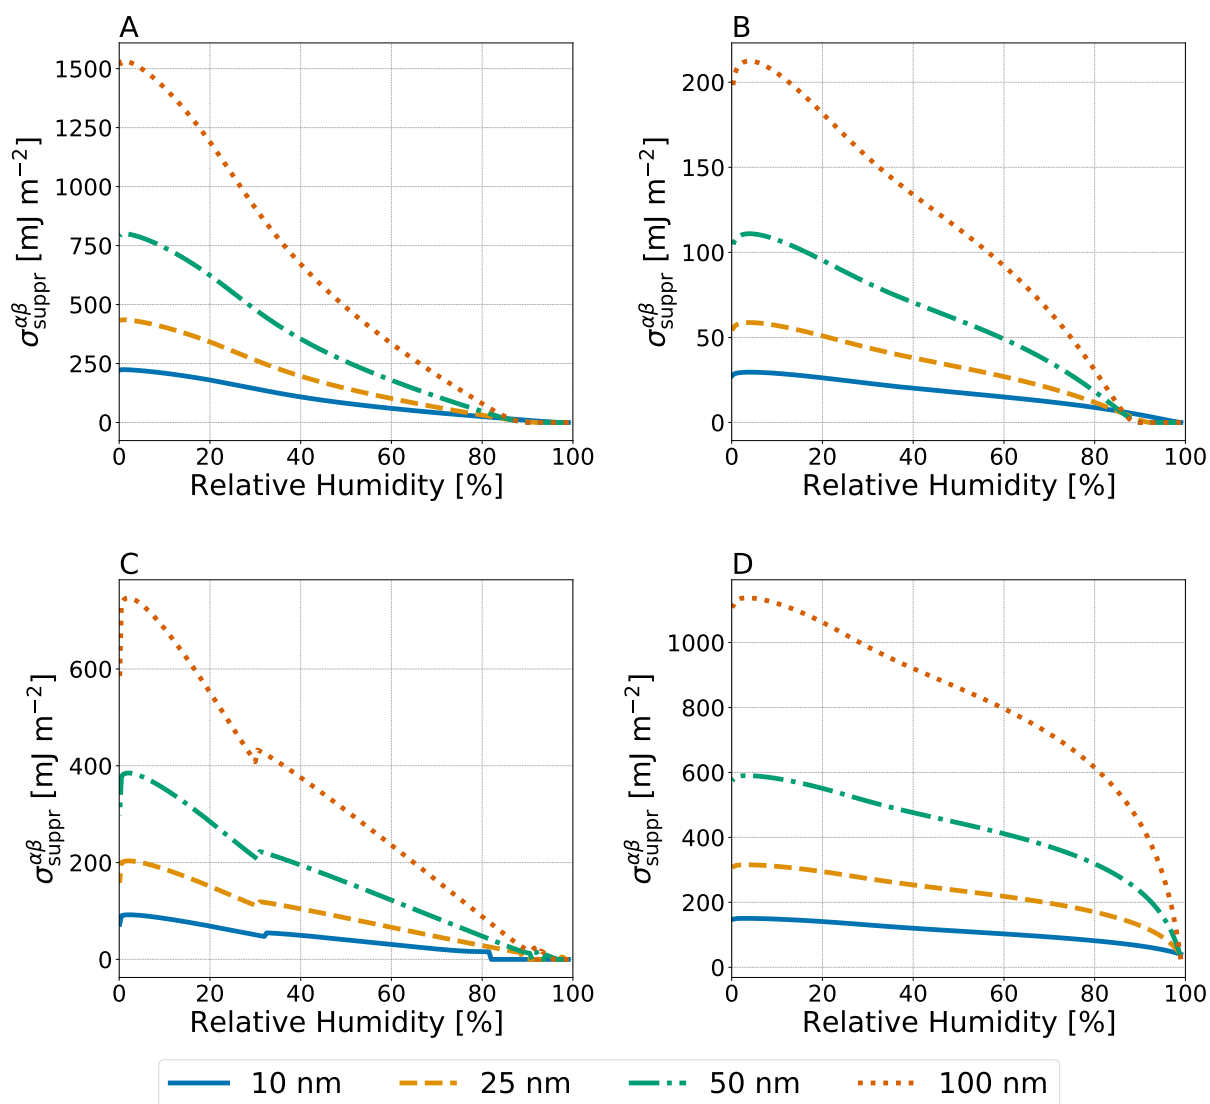 A
σ^{αβ}_{suppr} [mJ m^{−2}]
1500
1250
1000
750
500
250
0
0 20 40 60 80 100
Relative Humidity [%]
B
σ^{αβ}_{suppr} [mJ m^{−2}]
200
150
100
50
0
0 20 40 60 80 100
Relative Humidity [%]
C
σ^{αβ}_{suppr} [mJ m^{−2}]
600
400
200
0
0 20 40 60 80 100
Relative Humidity [%]
D
σ^{αβ}_{suppr} [mJ m^{−2}]
1000
800
600
400
200
0
0 20 40 60 80 100
Relative Humidity [%]
10 nm 25 nm 50 nm 100 nm